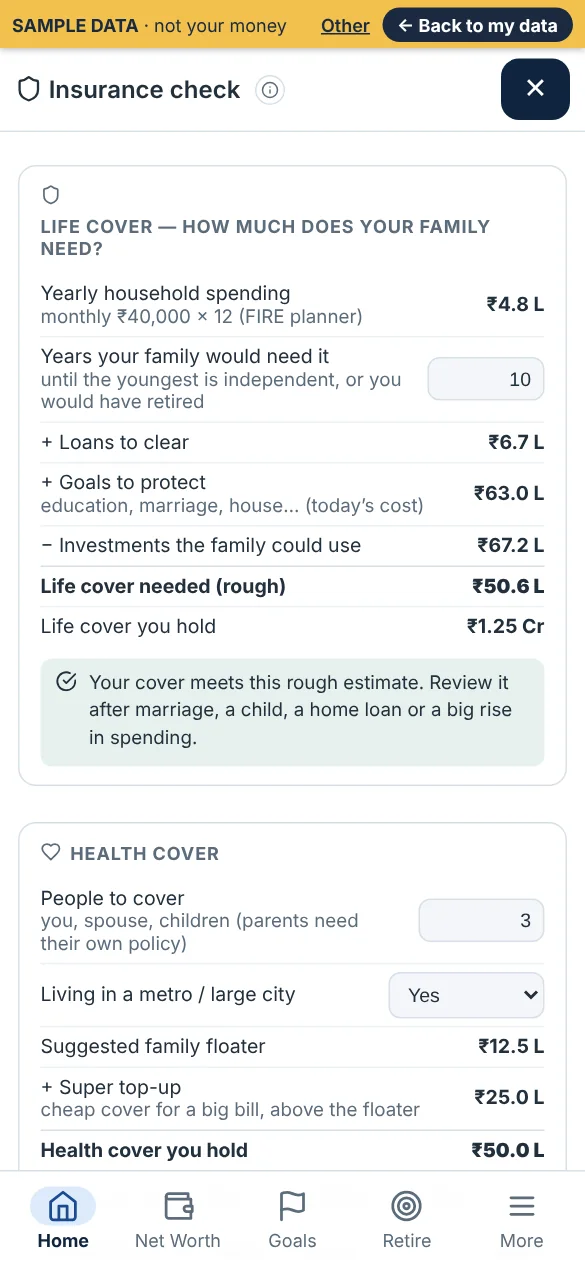 SAMPLE DATA · not your money Other ← Back to my data
Insurance check
LIFE COVER — HOW MUCH DOES YOUR FAMILY
NEED?
Yearly household spending
monthly ₹40,000 × 12 (FIRE planner)
₹4.8 L
Years your family would need it
until the youngest is independent, or you
would have retired
10
+ Loans to clear ₹6.7 L
+ Goals to protect
education, marriage, house... (today's cost)
₹63.0 L
− Investments the family could use ₹67.2 L
Life cover needed (rough) ₹50.6 L
Life cover you hold ₹1.25 Cr
Your cover meets this rough estimate. Review it
after marriage, a child, a home loan or a big rise
in spending.
HEALTH COVER
People to cover
you, spouse, children (parents need
their own policy)
3
Living in a metro / large city Yes
Suggested family floater ₹12.5 L
+ Super top-up
cheap cover for a big bill, above the floater
₹25.0 L
Health cover you hold ₹50.0 L
Home Net Worth Goals Retire More